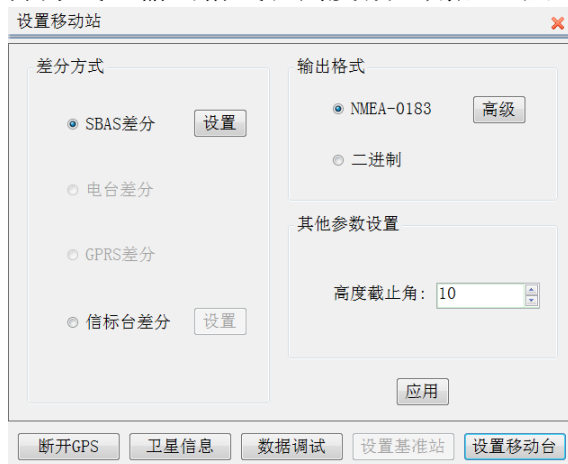 设置移动站
差分方式
SBAS差分
设置
电台差分
GPRS差分
信标台差分
设置
输出格式
NMEA-0183
高级
二进制
其他参数设置
高度截止角: 10
应用
断开GPS
卫星信息
数据调试
设置基准站
设置移动台